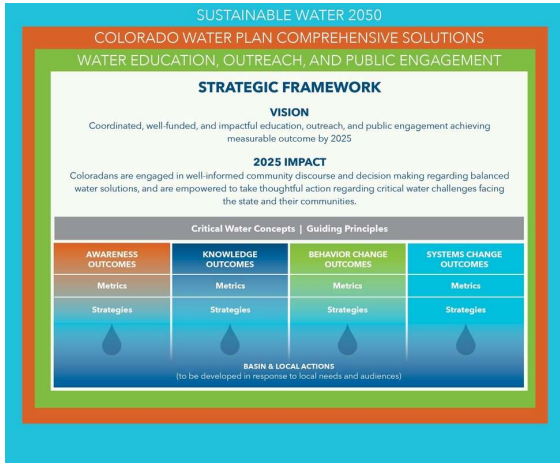 SUSTAINABLE WATER 2050
COLORADO WATER PLAN COMPREHENSIVE SOLUTIONS
WATER EDUCATION, OUTREACH, AND PUBLIC ENGAGEMENT
STRATEGIC FRAMEWORK
VISION
Coordinated, well-funded, and impactful education, outreach, and public engagement achieving
measurable outcome by 2025
2025 IMPACT
Coloradans are engaged in well-informed community discourse and decision making regarding balanced
water solutions, and are empowered to take thoughtful action regarding critical water challenges facing
the state and their communities.
Critical Water Concepts | Guiding Principles
AWARENESS
OUTCOMES
Metrics
Strategies
KNOWLEDGE
OUTCOMES
Metrics
Strategies
BEHAVIOR CHANGE
OUTCOMES
Metrics
Strategies
SYSTEMS CHANGE
OUTCOMES
Metrics
Strategies
BASIN & LOCAL ACTIONS
(to be developed in response to local needs and audiences)